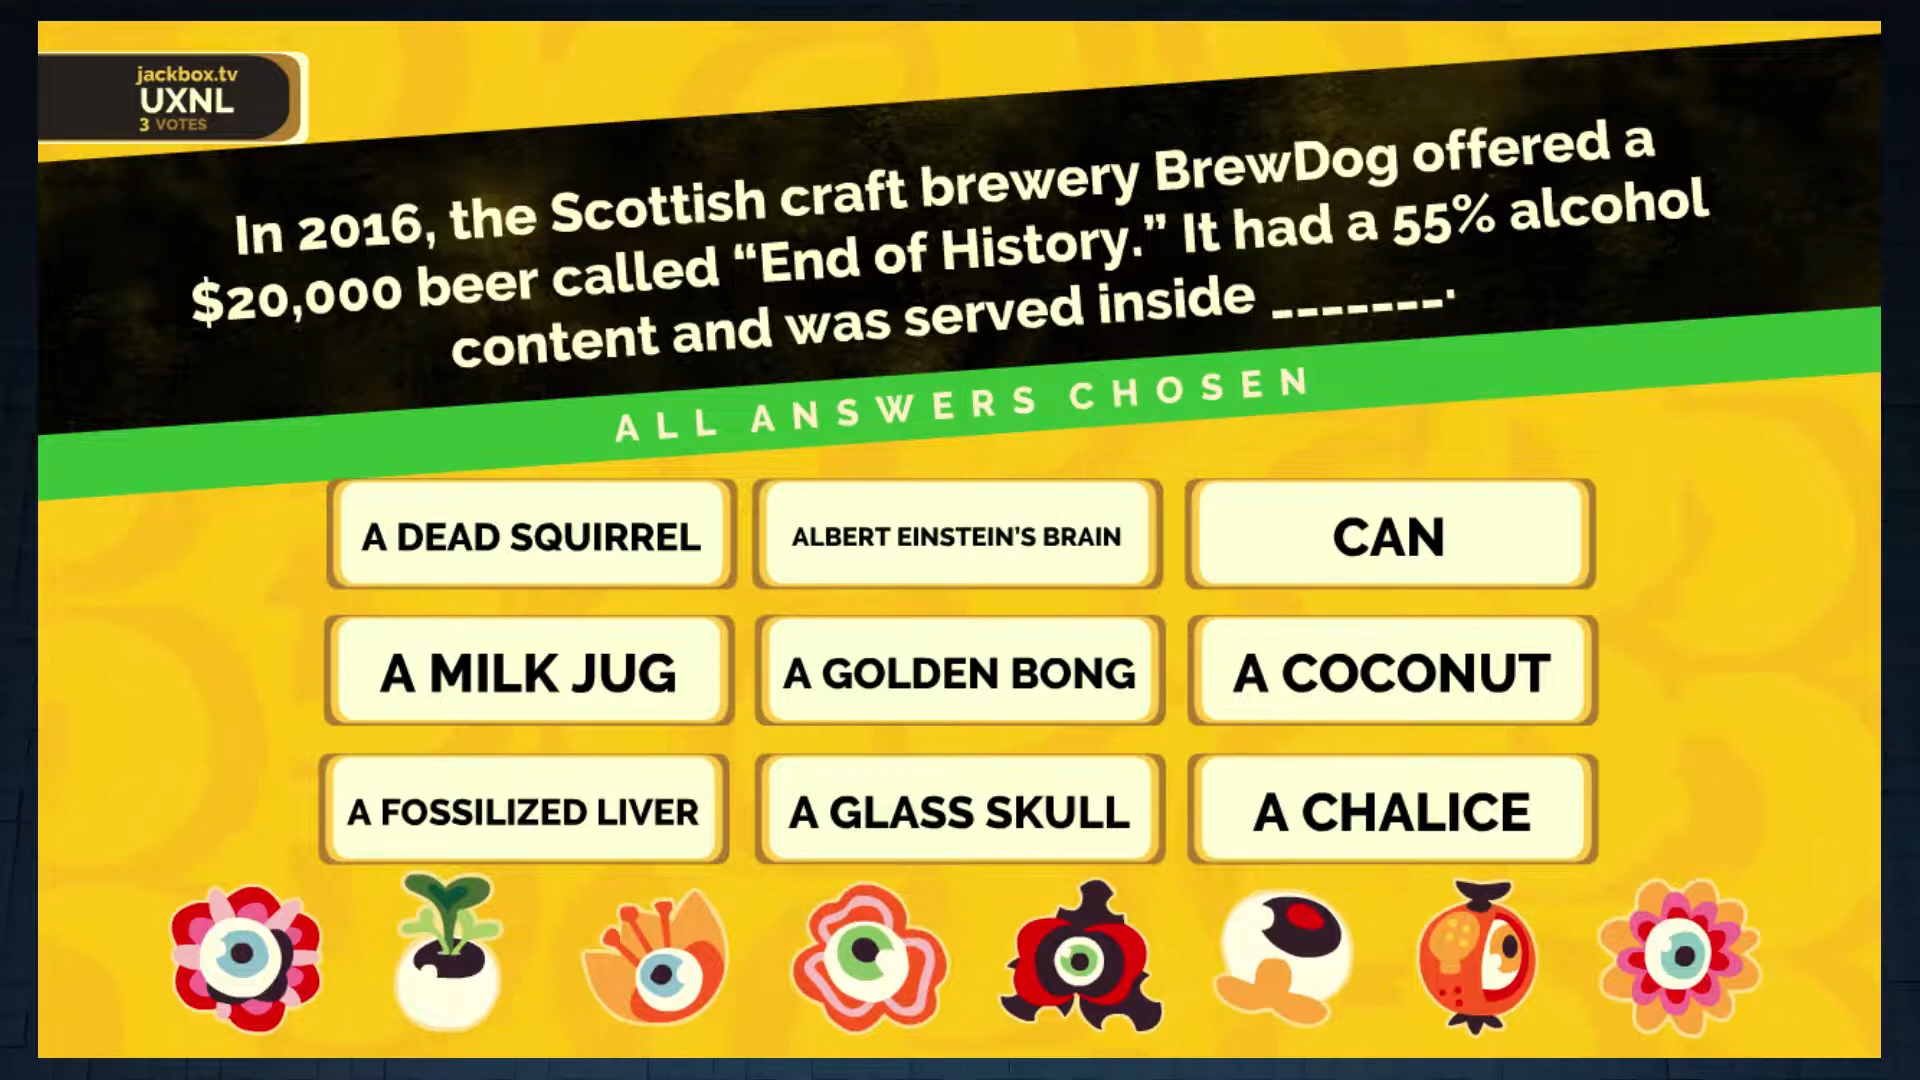 jackbox.tv
UXNL
3 VOTES
In 2016, the Scottish craft brewery BrewDog offered a
$20,000 beer called “End of History.” It had a 55% alcohol
content and was served inside _______.
ALL ANSWERS CHOSEN
A DEAD SQUIRREL
ALBERT EINSTEIN'S BRAIN
CAN
A MILK JUG
A GOLDEN BONG
A COCONUT
A FOSSILIZED LIVER
A GLASS SKULL
A CHALICE